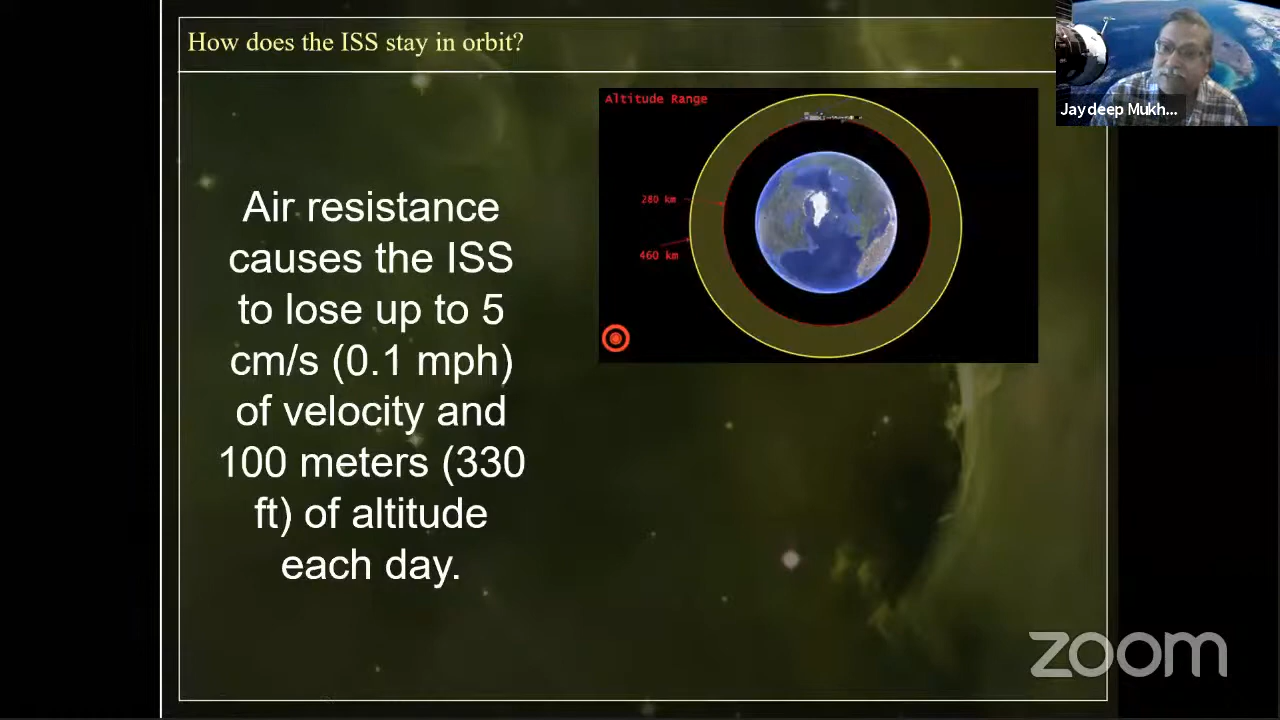 How does the ISS stay in orbit?
Jaydeep Mukh...
Altitude Range
280 km
460 km
Air resistance
causes the ISS
to lose up to 5
cm/s (0.1 mph)
of velocity and
100 meters (330
ft) of altitude
each day.
zoom